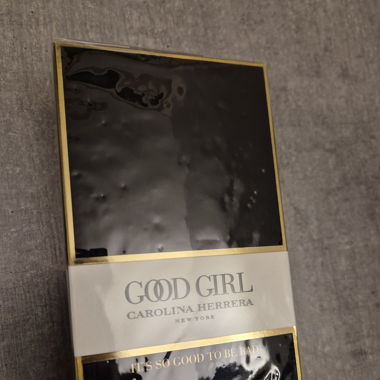 GOOD GIRL
CAROLINA HERRERA
NEW YORK
IT'S SO GOOD TO BE BAD